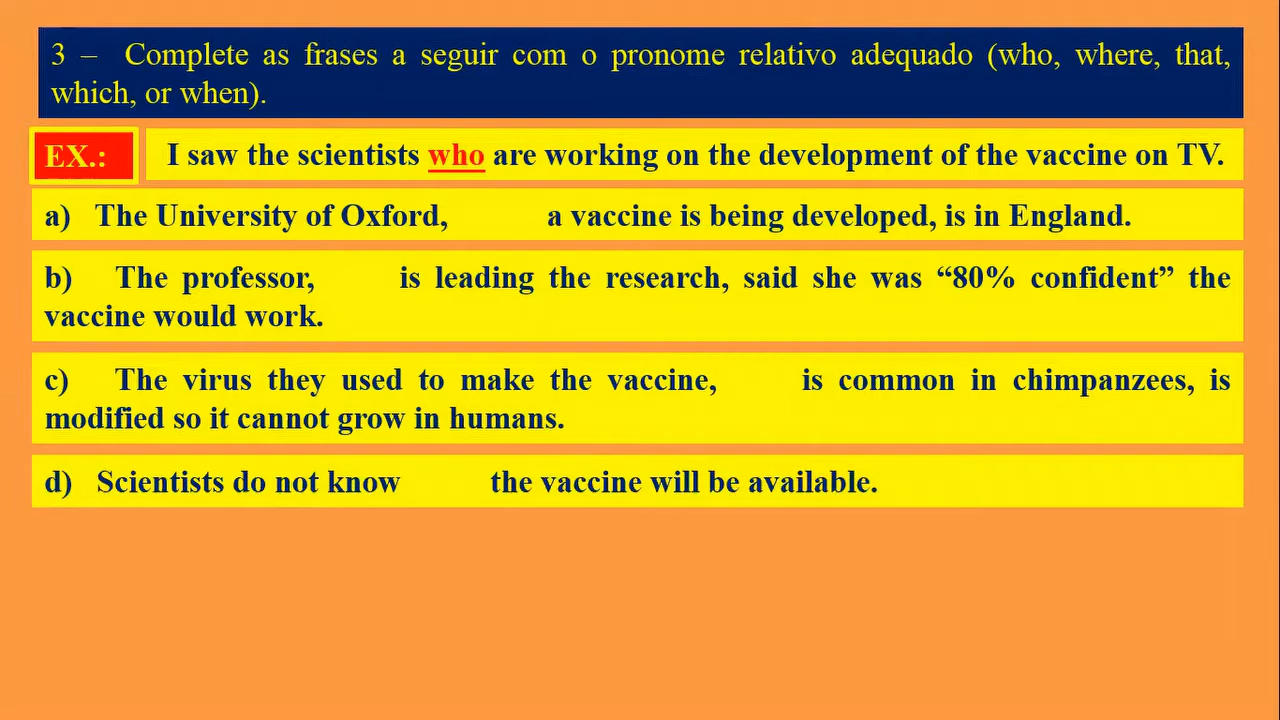 3 – Complete as frases a seguir com o pronome relativo adequado (who, where, that,
which, or when).
EX.: I saw the scientists who are working on the development of the vaccine on TV.
a) The University of Oxford, a vaccine is being developed, is in England.
b) The professor, is leading the research, said she was “80% confident” the
vaccine would work.
c) The virus they used to make the vaccine, is common in chimpanzees, is
modified so it cannot grow in humans.
d) Scientists do not know the vaccine will be available.